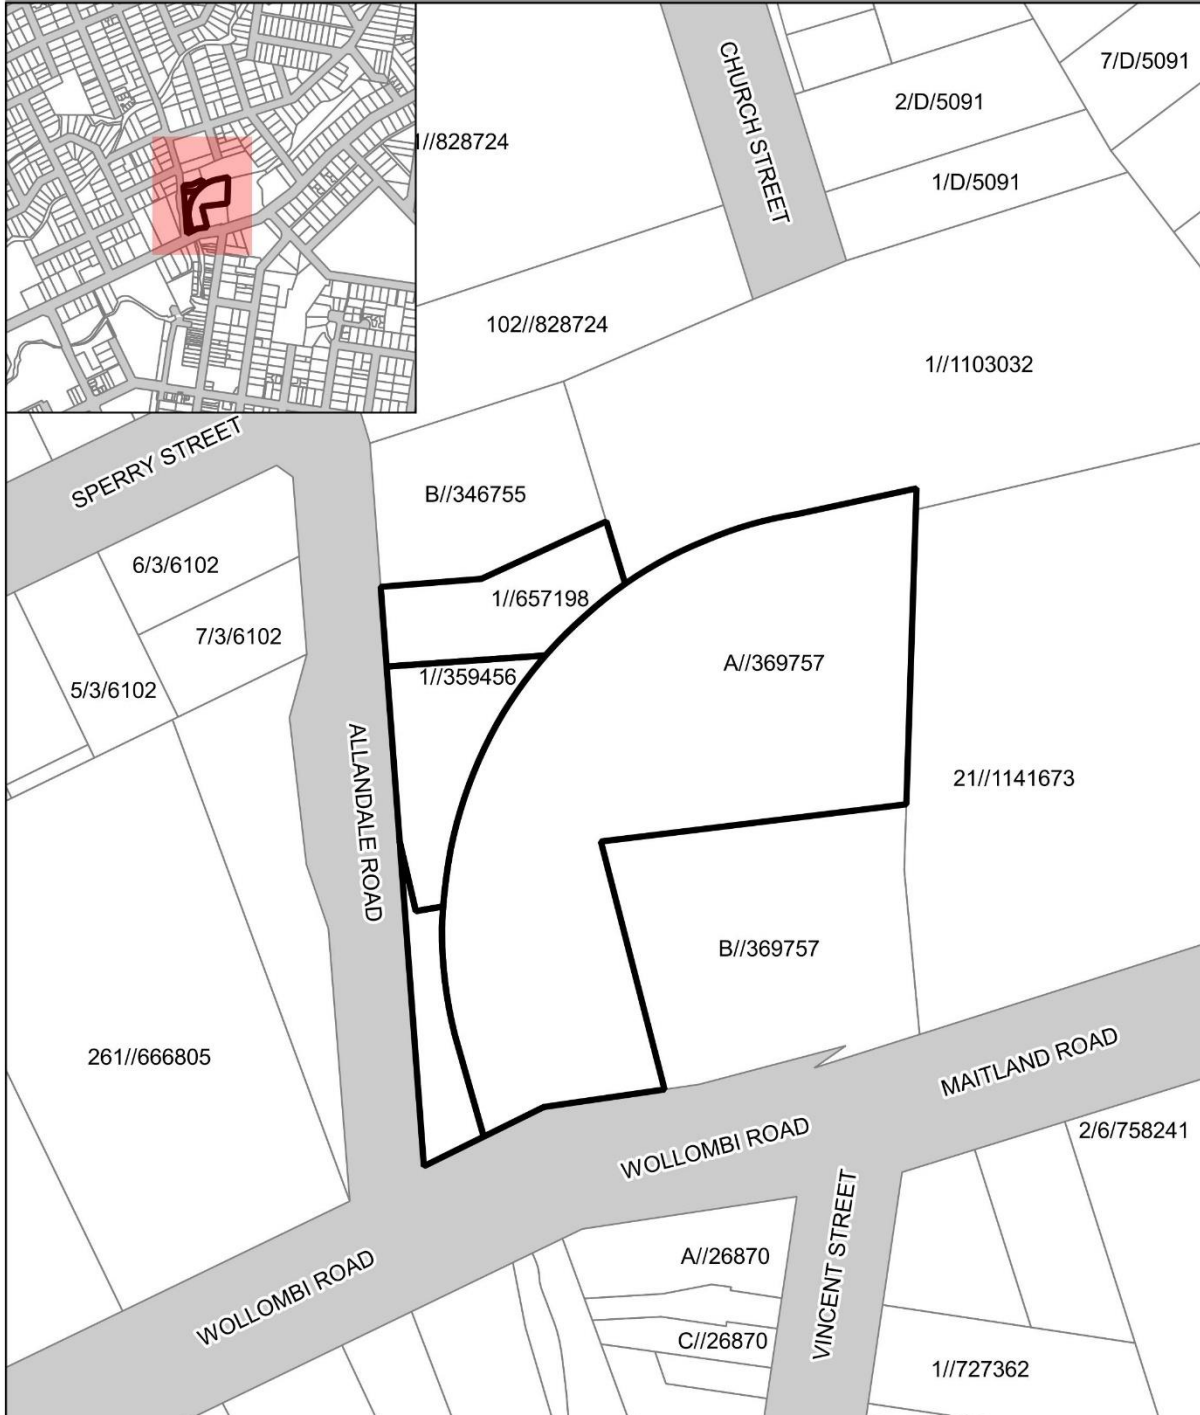 CHURCH STREET
7/D/5091
2/D/5091
1//828724
1/D/5091
102//828724
1//1103032
SPERRY STREET
B//346755
6/3/6102
1//657198
7/3/6102
A//369757
1//359456
5/3/6102
ALLANDALE ROAD
21//1141673
B//369757
261//666805
MAITLAND ROAD
WOLLOMBI ROAD
2/6/758241
VINCENT STREET
A//26870
WOLLOMBI ROAD
C//26870
1//727362